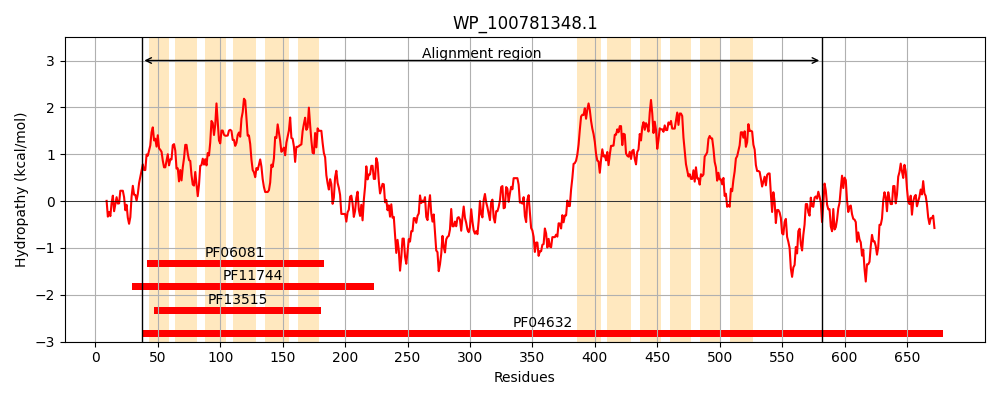 WP_100781348.1
Alignment region
3
2
1
0
−1
−2
−3
Hydropathy (kcal/mol)
PF06081
PF11744
PF13515
PF04632
0 50 100 150 200 250 300 350 400 450 500 550 600 650
Residues